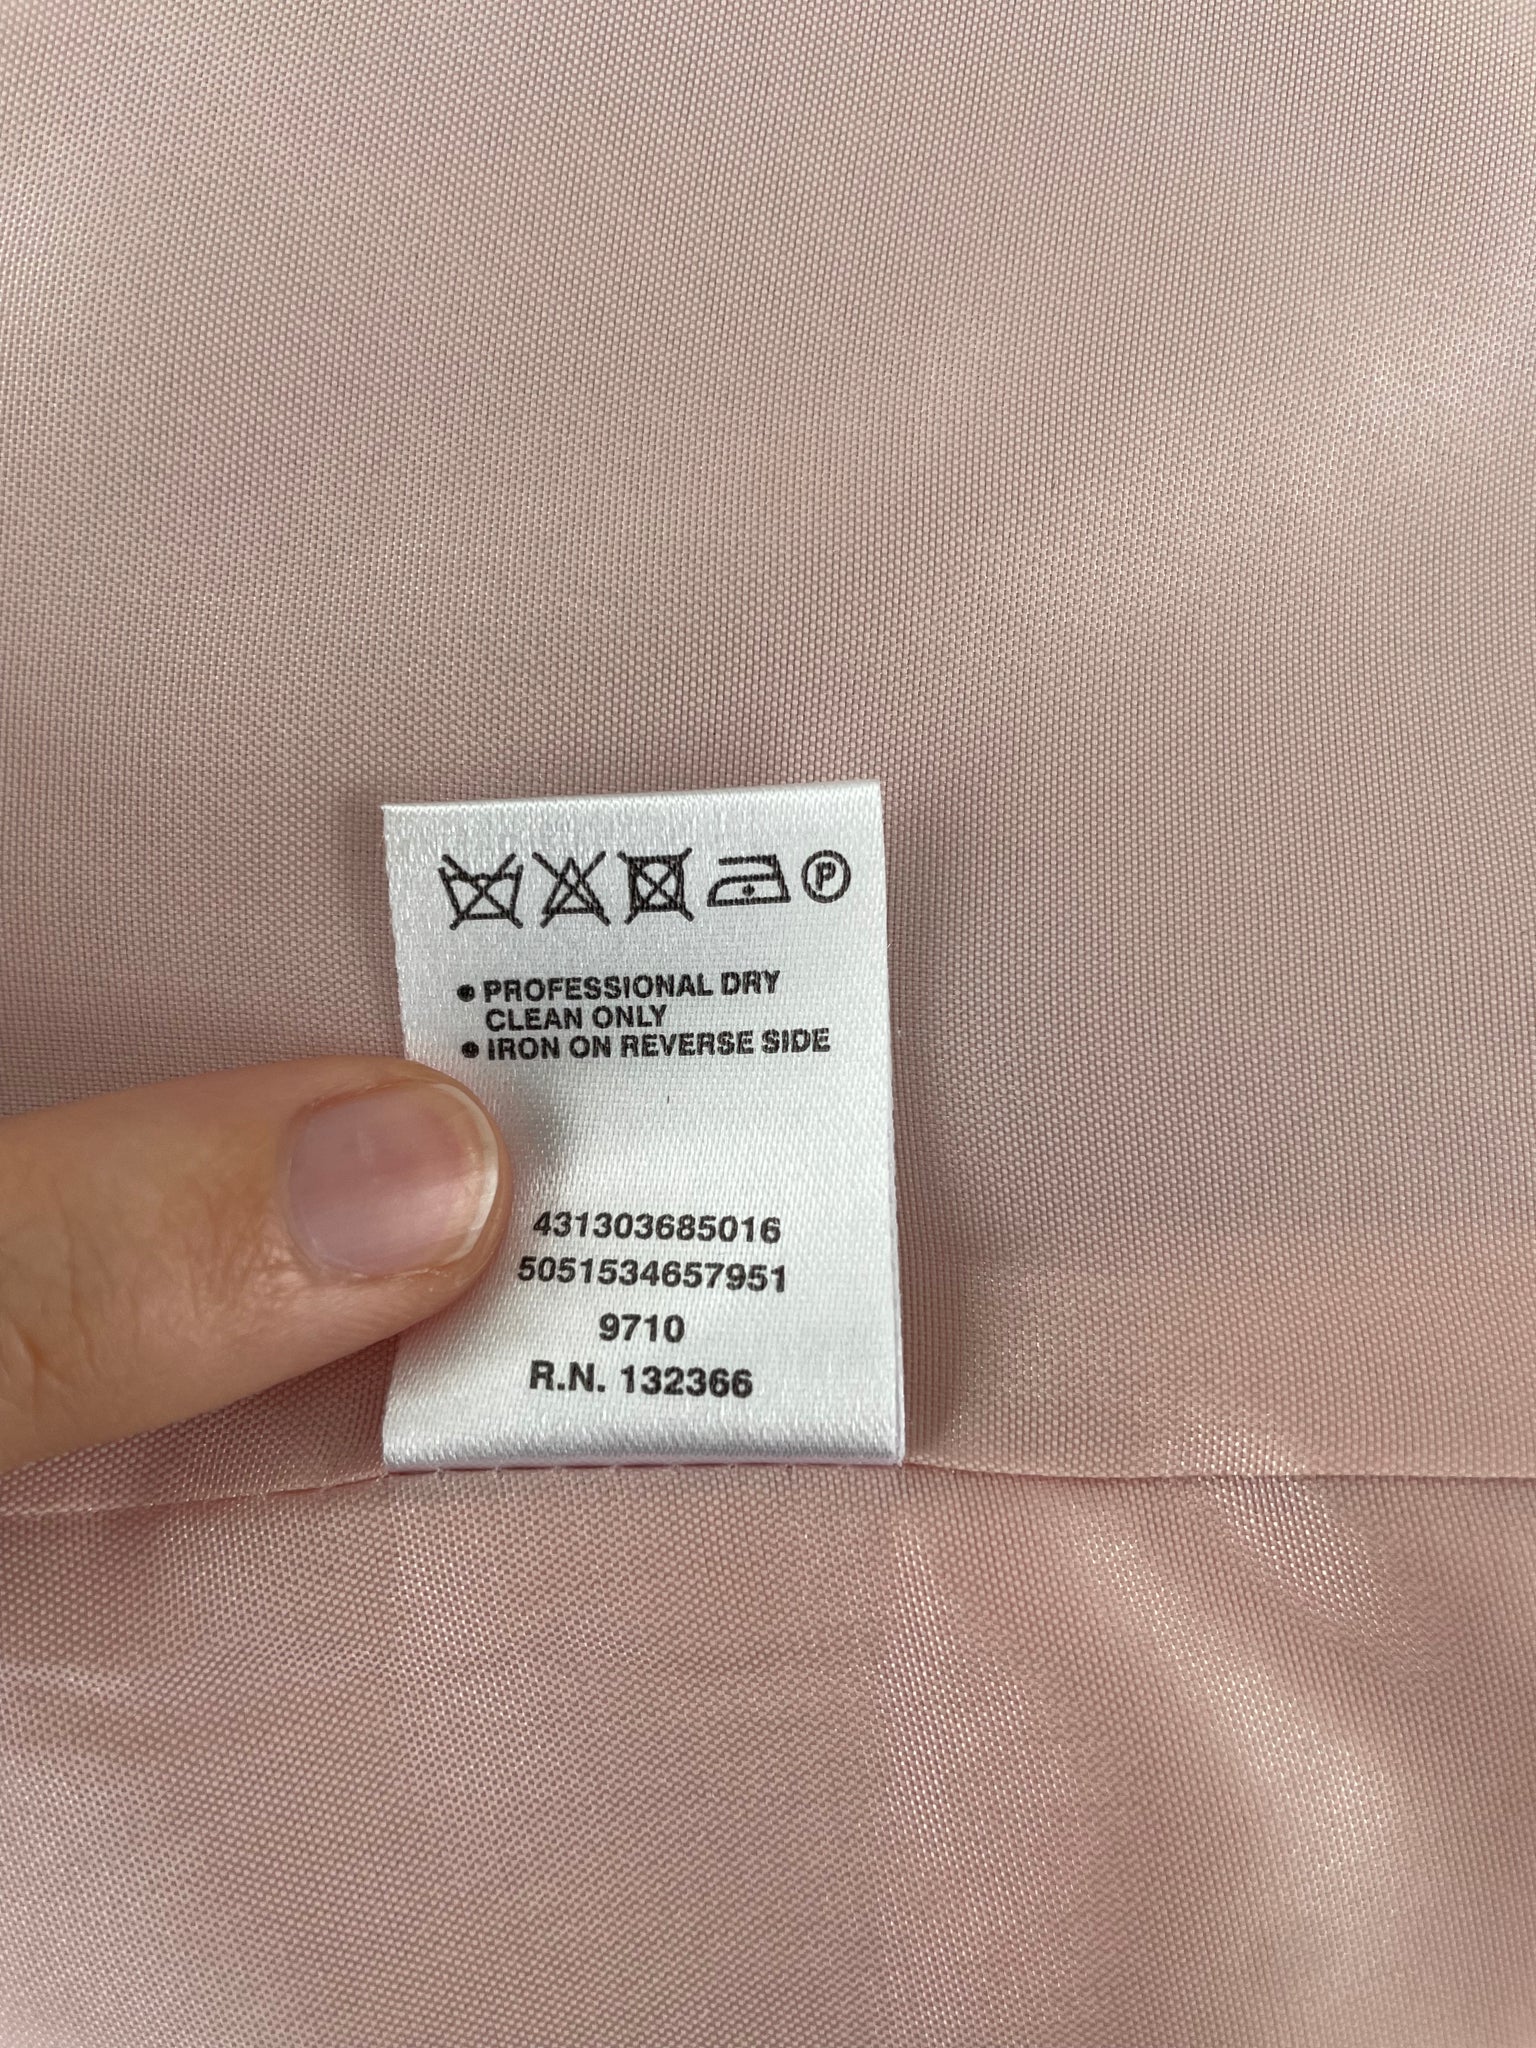 P
• PROFESSIONAL DRY
CLEAN ONLY
• IRON ON REVERSE SIDE
431303685016
5051534657951
9710
R.N. 132366